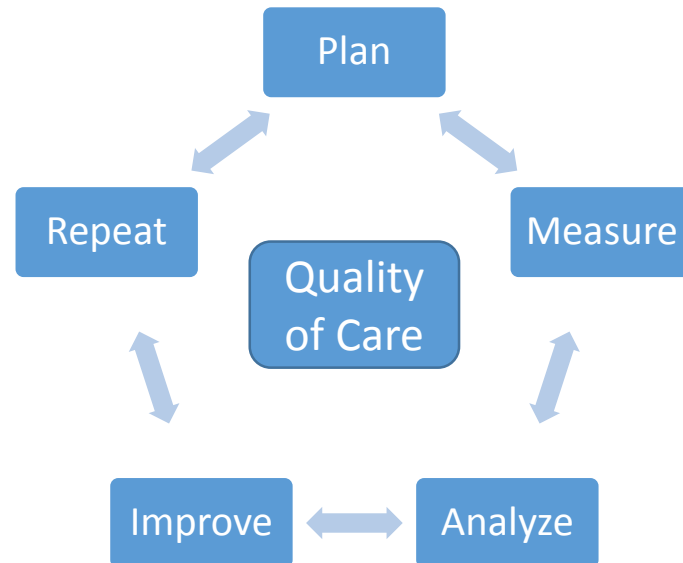 Plan
Repeat
Measure
Quality
of Care
Improve
Analyze